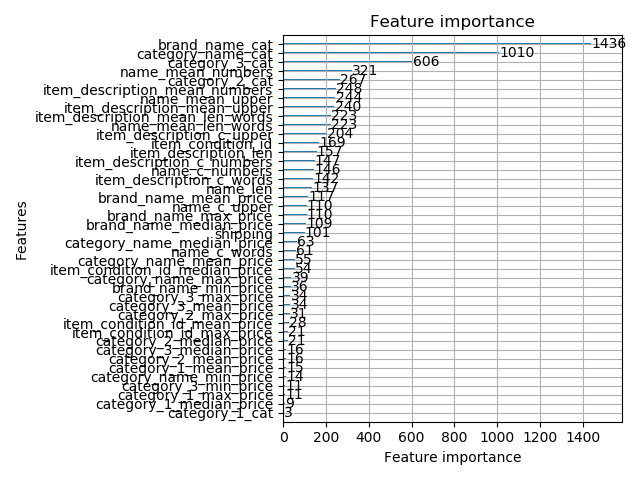 Feature importance
brand_name_cat 1436
category_name_cat 1010
category_3_cat 606
name_mean_numbers 321
category_2_cat 267
item_description_mean_numbers 248
name_mean_upper 244
item_description_mean_upper 240
item_description_mean_len_words 223
name_mean_len_words 223
item_description_c_upper 204
item_condition_id 169
item_description_len 157
item_description_c_numbers 147
name_c_numbers 146
item_description_c_words 142
name_len 137
brand_name_mean_price 117
name_c_upper 110
brand_name_max_price 110
brand_name_median_price 109
shipping 101
category_name_median_price 63
name_c_words 61
category_name_mean_price 55
item_condition_id_median_price 54
category_name_max_price 39
brand_name_min_price 36
category_3_max_price 34
category_3_mean_price 34
category_2_max_price 31
item_condition_id_mean_price 28
item_condition_id_max_price 21
category_2_median_price 21
category_3_median_price 16
category_2_mean_price 16
category_1_mean_price 15
category_name_min_price 14
category_3_min_price 11
category_1_max_price 11
category_1_median_price 9
category_1_cat 3
Features
0 200 400 600 800 1000 1200 1400
Feature importance